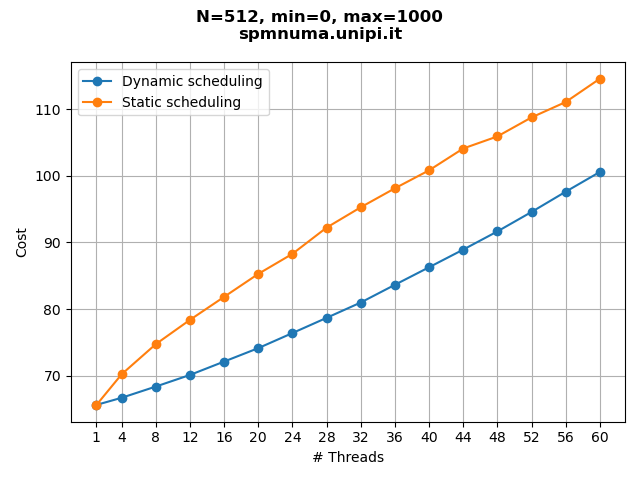 N=512, min=0, max=1000
spmnuma.unipi.it
Dynamic scheduling
Static scheduling
110
100
90
80
70
Cost
1 4 8 12 16 20 24 28 32 36 40 44 48 52 56 60
# Threads